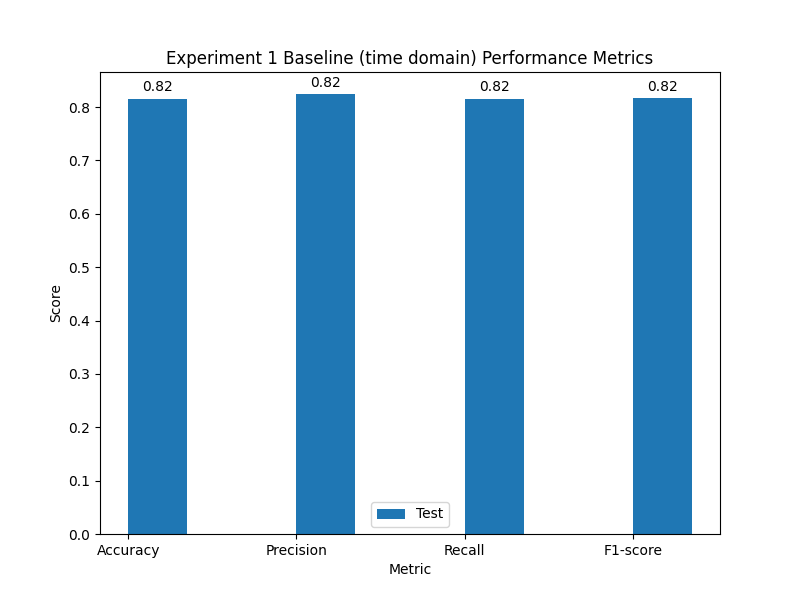 Experiment 1 Baseline (time domain) Performance Metrics
0.82 0.82 0.82 0.82
0.8
0.7
0.6
0.5
0.4
0.3
0.2
0.1
0.0
Score
Test
Accuracy Precision Recall F1-score
Metric